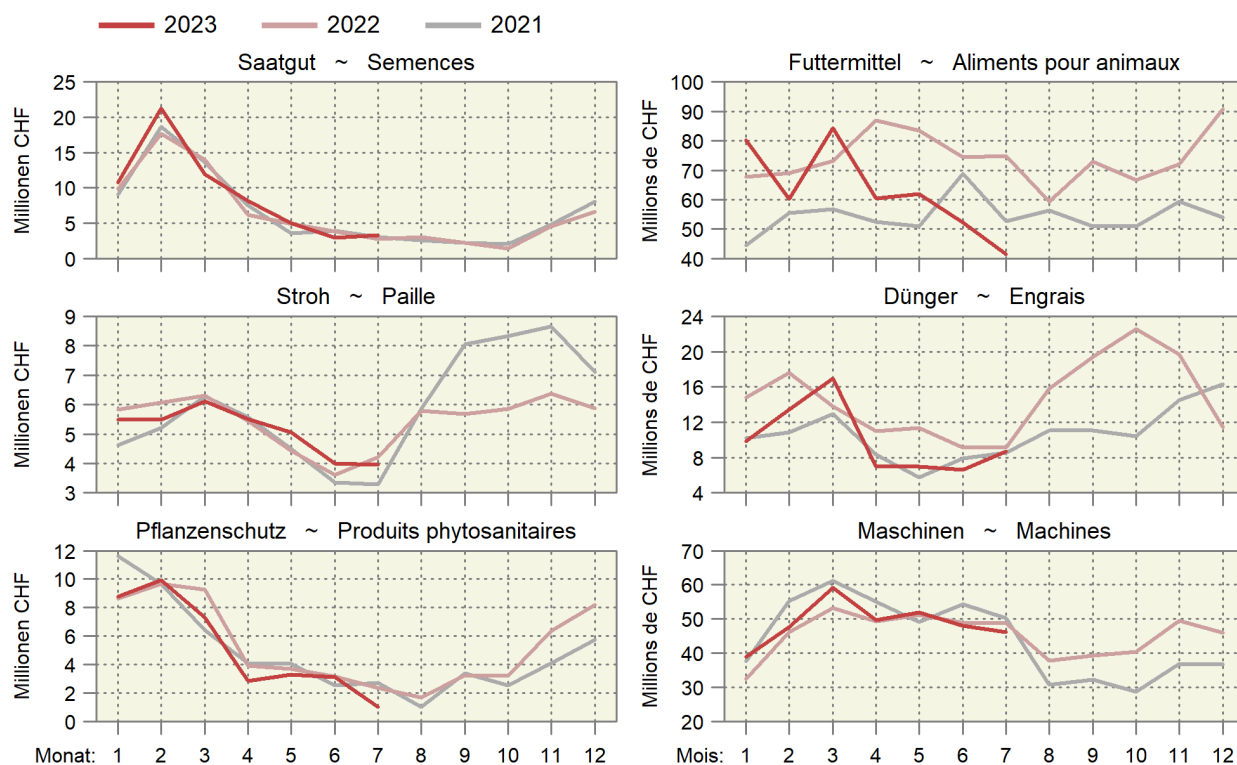 2023 2022 2021
Saatgut ~ Semences
Millionen CHF
25
20
15
10
5
0
Futtermittel ~ Aliments pour animaux
Millions de CHF
100
90
80
70
60
50
40
Stroh ~ Paille
Millionen CHF
9
8
7
6
5
4
3
Dünger ~ Engrais
Millions de CHF
24
20
16
12
8
4
Pflanzenschutz ~ Produits phytosanitaires
Millionen CHF
12
10
8
6
4
2
0
Monat: 1 2 3 4 5 6 7 8 9 10 11 12
Maschinen ~ Machines
Millions de CHF
70
60
50
40
30
20
Mois: 1 2 3 4 5 6 7 8 9 10 11 12